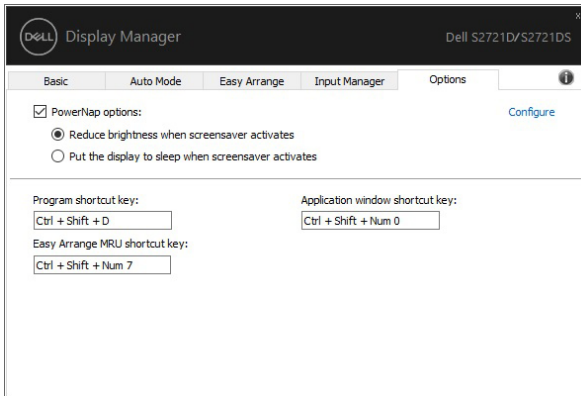 DELL Display Manager Dell S2721D/S2721DS
x
Basic Auto Mode Easy Arrange Input Manager Options
PowerNap options: Configure
Reduce brightness when screensaver activates
Put the display to sleep when screensaver activates
Program shortcut key: Application window shortcut key:
Ctrl + Shift + D Ctrl + Shift + Num 0
Easy Arrange MRU shortcut key:
Ctrl + Shift + Num 7